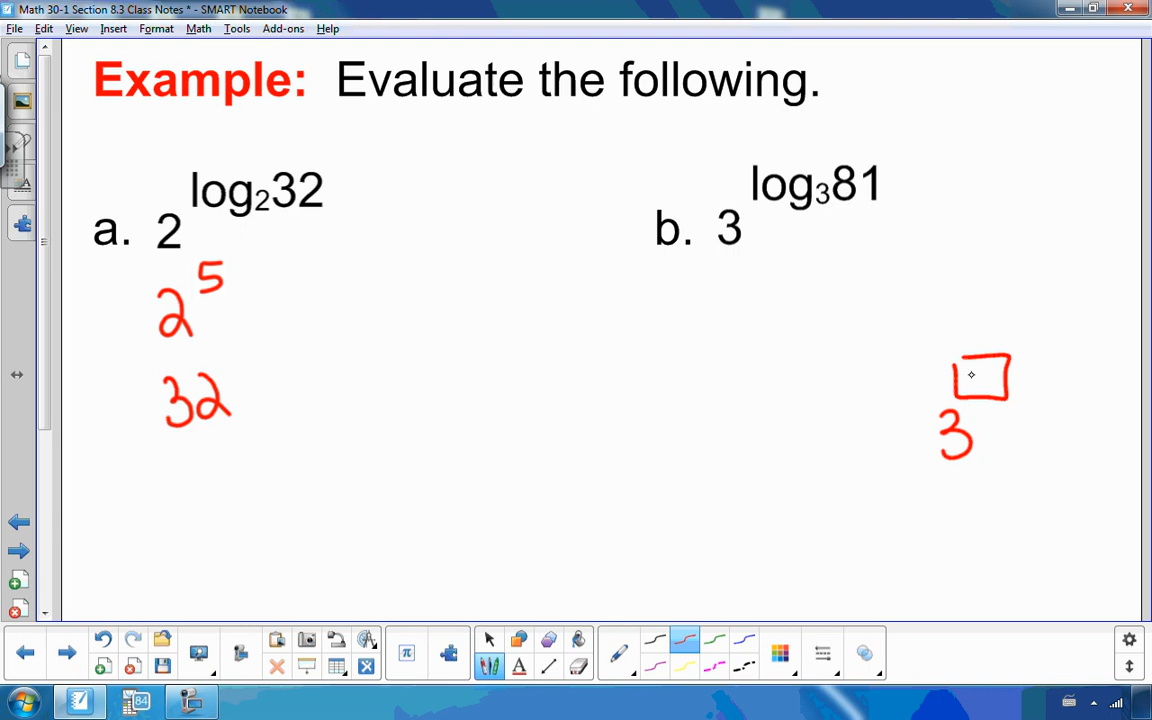 Math 30-1 Section 8.3 Class Notes * - SMART Notebook
File Edit View Insert Format Math Tools Add-ons Help
Example: Evaluate the following.
a. 2^log₂32
b. 3^log₃81
2^5
32
3^□
π
A
84